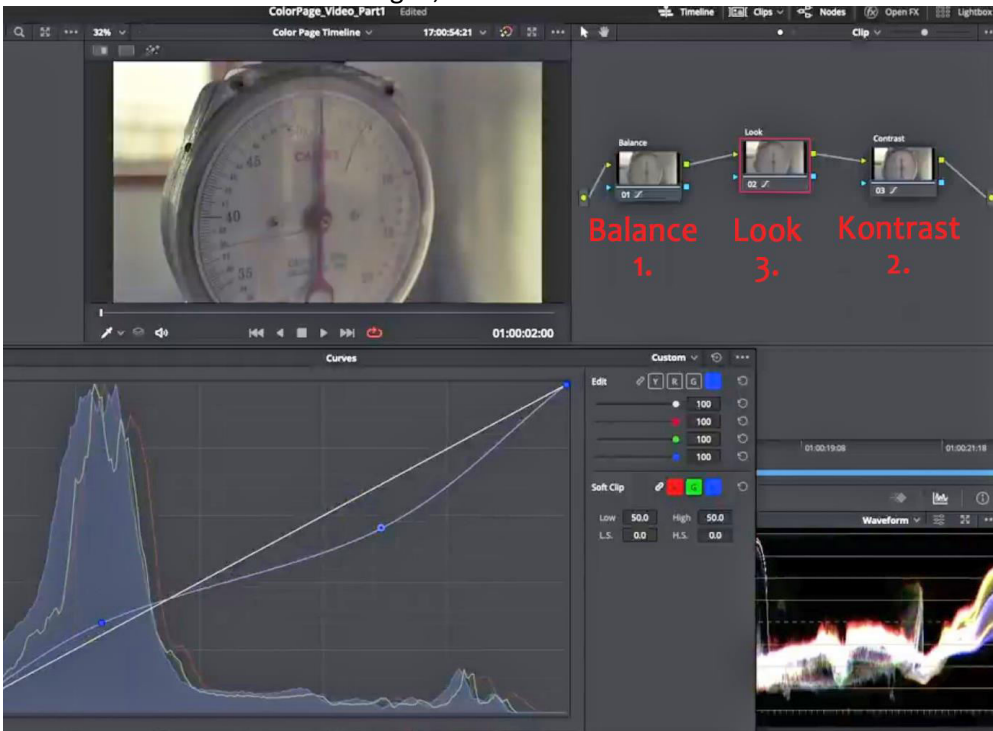 ColorPage_Video_Part1 Edited
Timeline Clips Nodes Open FX Lightbox
32% Color Page Timeline 17:00:54:21
Clip
45
40
35
01:00:02:00
Balance
01
Look
02
Contrast
03
Balance Look Kontrast
1. 3. 2.
Curves
Custom
Edit Y R G
100
100
100
100
Soft Clip G
Low 50.0 High 50.0
L.S. 0.0 H.S. 0.0
01:00:19:08 01:00:21:18
Waveform